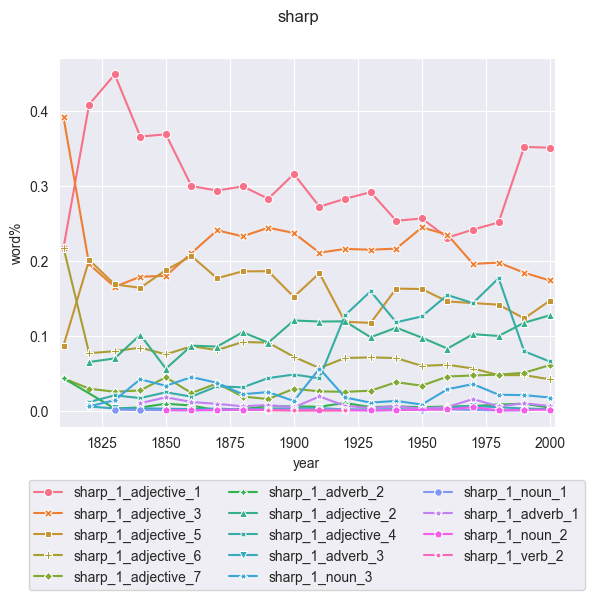 sharp
word%
0.4
0.3
0.2
0.1
0.0
1825 1850 1875 1900 1925 1950 1975 2000
year
sharp_1_adjective_1 sharp_1_adverb_2 sharp_1_noun_1
sharp_1_adjective_3 sharp_1_adjective_2 sharp_1_adverb_1
sharp_1_adjective_5 sharp_1_adjective_4 sharp_1_noun_2
sharp_1_adjective_6 sharp_1_adverb_3 sharp_1_verb_2
sharp_1_adjective_7 sharp_1_noun_3